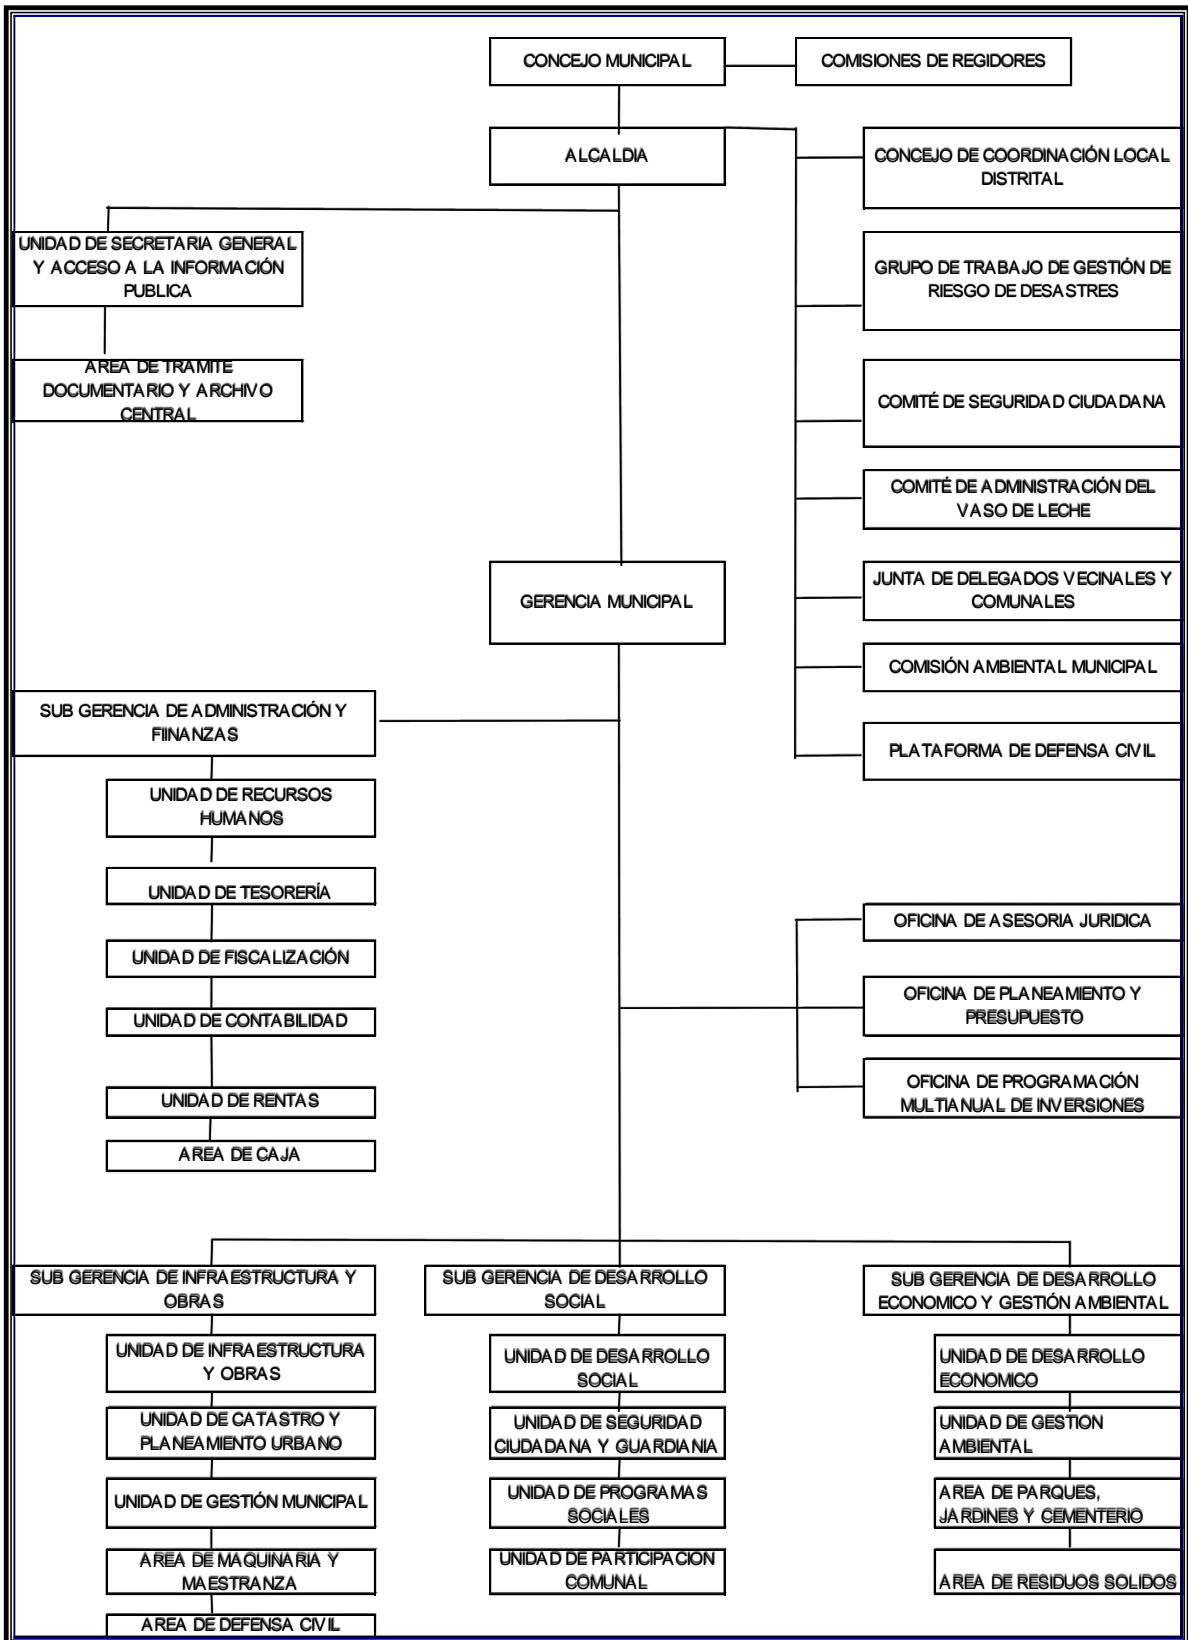 CONCEJO MUNICIPAL
COMISIONES DE REGIDORES
ALCALDIA
CONCEJO DE COORDINACIÓN LOCAL
DISTRITAL
UNIDAD DE SECRETARIA GENERAL
Y ACCESO A LA INFORMACIÓN
PUBLICA
GRUPO DE TRABAJO DE GESTIÓN DE
RIESGO DE DESASTRES
AREA DE TRAMITE
DOCUMENTARIO Y ARCHIVO
CENTRAL
COMITÉ DE SEGURIDAD CIUDADANA
COMITÉ DE ADMINISTRACIÓN DEL
VASO DE LECHE
GERENCIA MUNICIPAL
JUNTA DE DELEGADOS VECINALES Y
COMUNALES
COMISIÓN AMBIENTAL MUNICIPAL
SUB GERENCIA DE ADMINISTRACIÓN Y
FIINANZAS
PLATAFORMA DE DEFENSA CIVIL
UNIDAD DE RECURSOS
HUMANOS
UNIDAD DE TESORERÍA
UNIDAD DE FISCALIZACIÓN
UNIDAD DE CONTABILIDAD
UNIDAD DE RENTAS
AREA DE CAJA
OFICINA DE ASESORIA JURIDICA
OFICINA DE PLANEAMIENTO Y
PRESUPUESTO
OFICINA DE PROGRAMACIÓN
MULTIANUAL DE INVERSIONES
SUB GERENCIA DE INFRAESTRUCTURA Y
OBRAS
UNIDAD DE INFRAESTRUCTURA
Y OBRAS
UNIDAD DE CATASTRO Y
PLANEAMIENTO URBANO
UNIDAD DE GESTIÓN MUNICIPAL
AREA DE MAQUINARIA Y
MAESTRANZA
AREA DE DEFENSA CIVIL
SUB GERENCIA DE DESARROLLO
SOCIAL
UNIDAD DE DESARROLLO
SOCIAL
UNIDAD DE SEGURIDAD
CIUDADANA Y GUARDIANIA
UNIDAD DE PROGRAMAS
SOCIALES
UNIDAD DE PARTICIPACION
COMUNAL
SUB GERENCIA DE DESARROLLO
ECONOMICO Y GESTIÓN AMBIENTAL
UNIDAD DE DESARROLLO
ECONOMICO
UNIDAD DE GESTION
AMBIENTAL
AREA DE PARQUES,
JARDINES Y CEMENTERIO
AREA DE RESIDUOS SOLIDOS